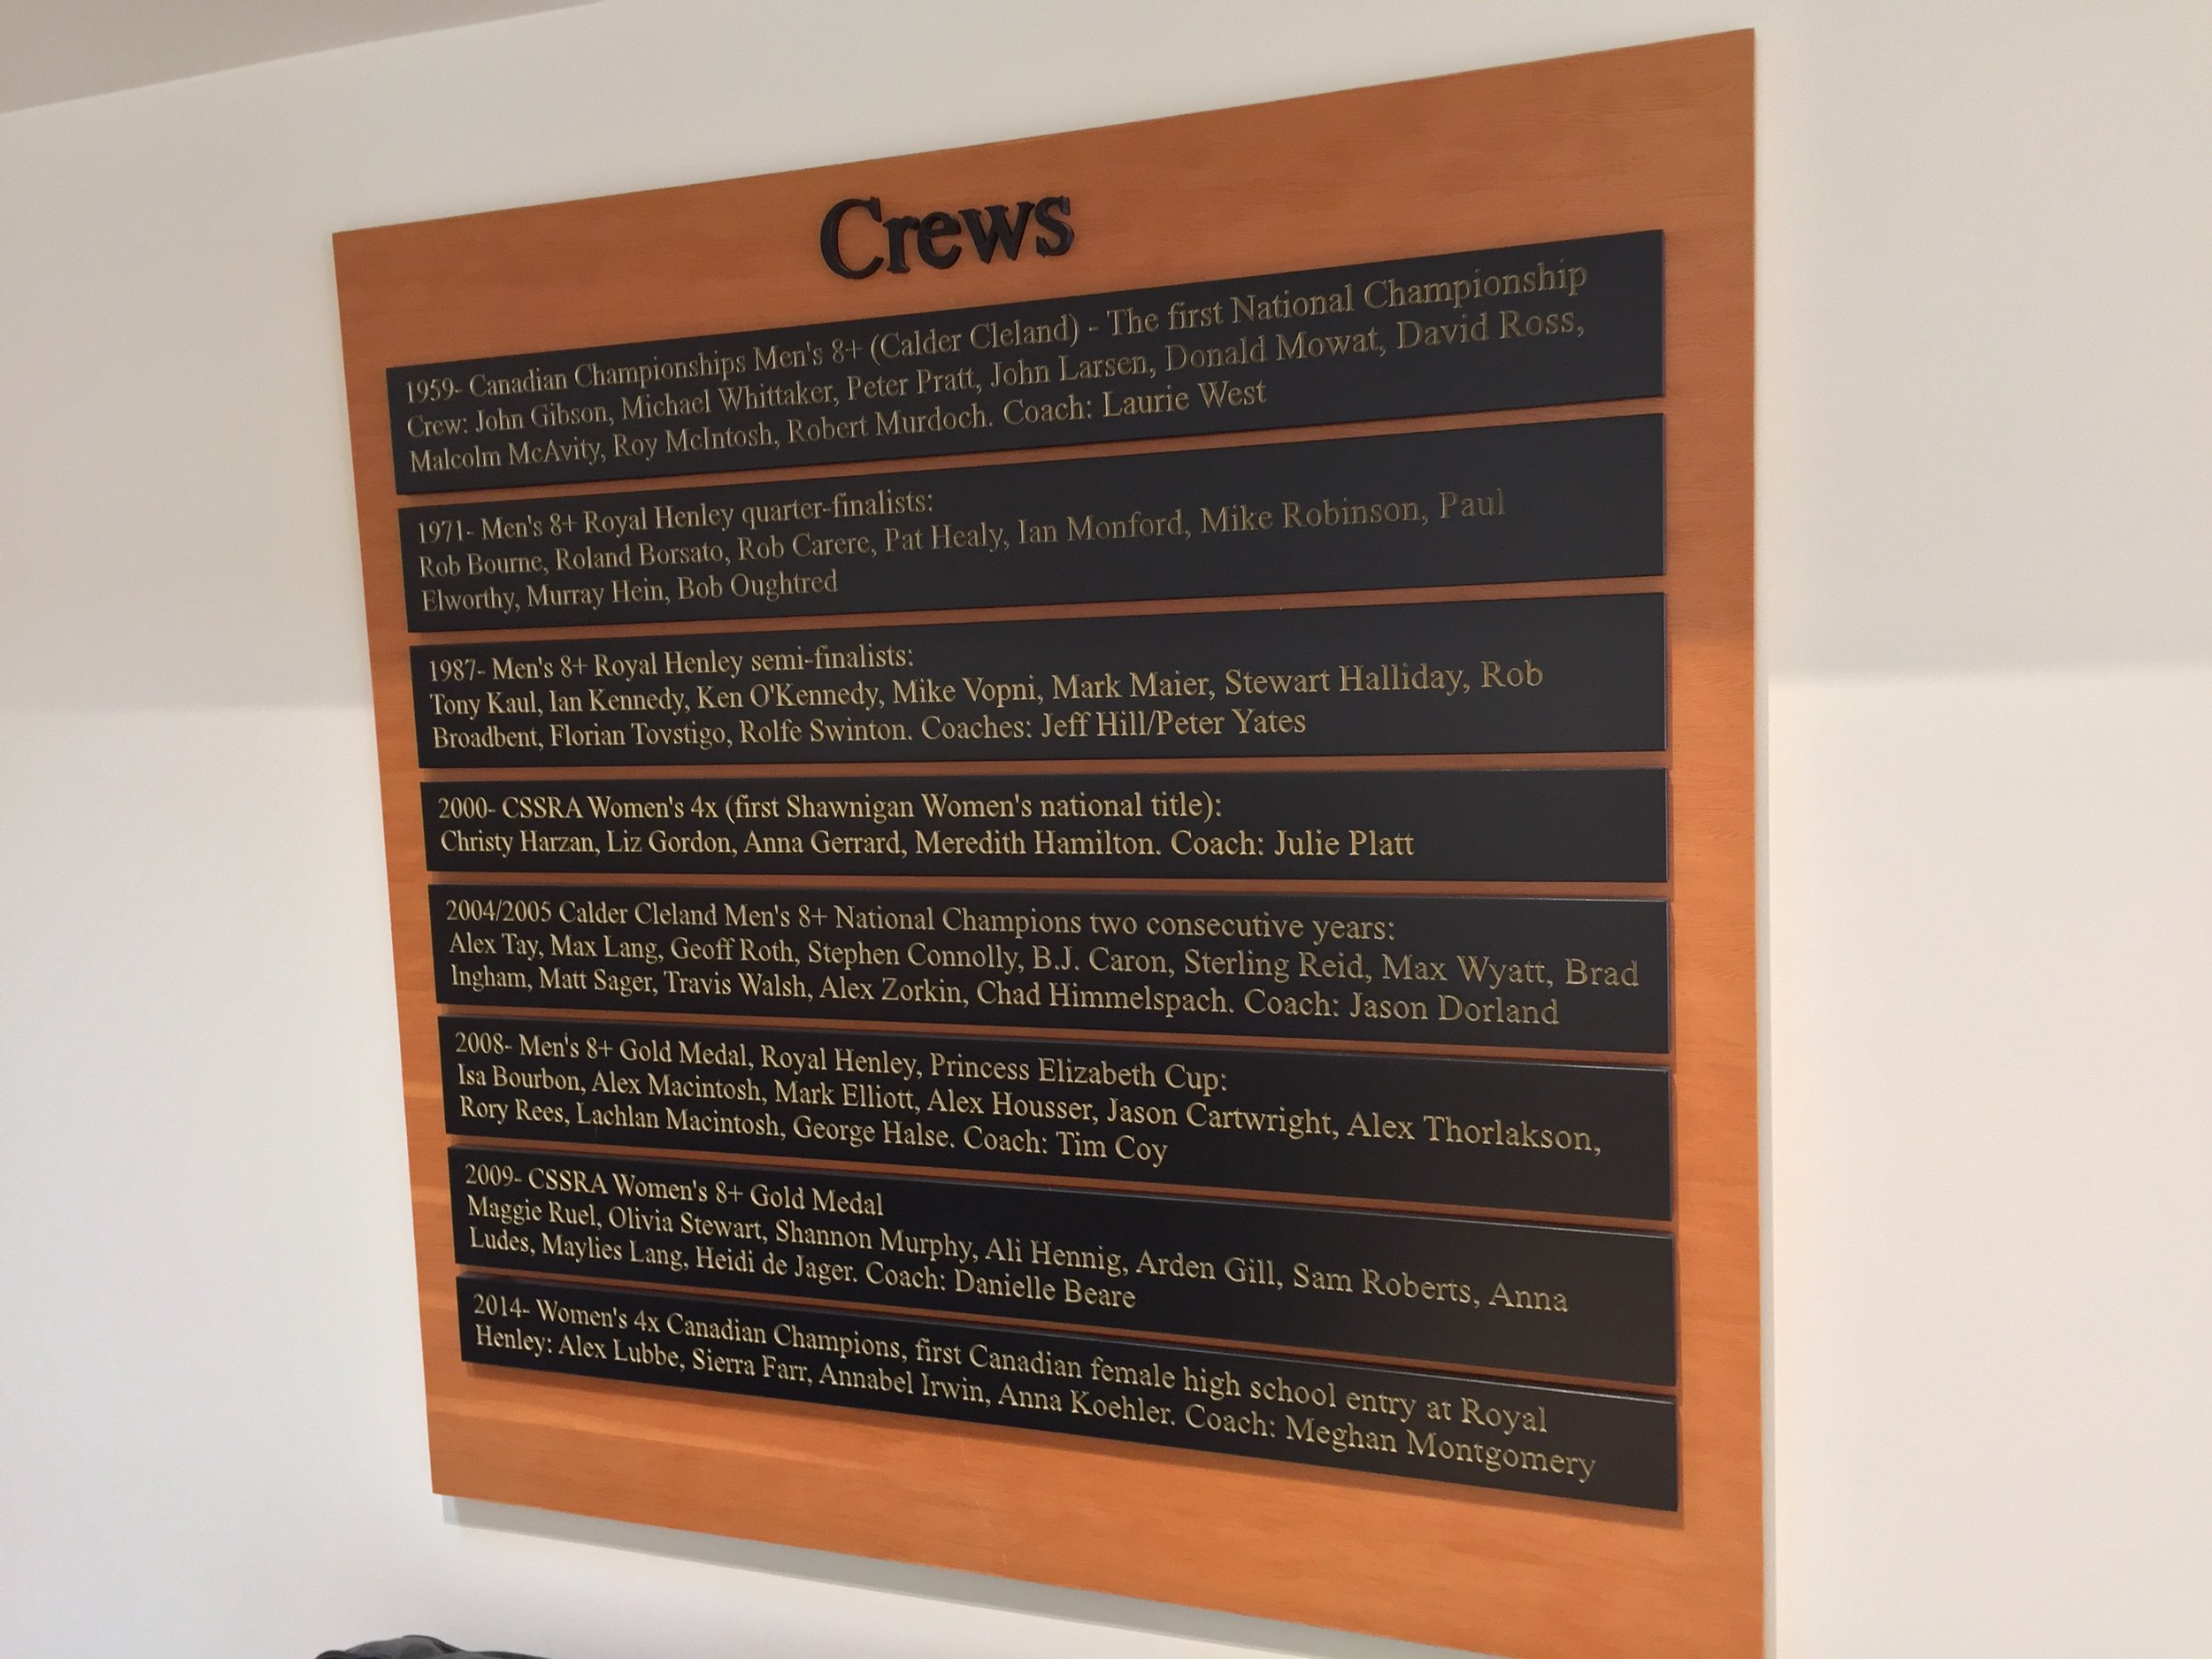 Crews
1959- Canadian Championships Men's 8+ (Calder Cleland) - The first National Championship
Crew: John Gibson, Michael Whittaker, Peter Pratt, John Larsen, Donald Mowat, David Ross,
Malcolm McAvity, Roy McIntosh, Robert Murdoch. Coach: Laurie West
1971- Men's 8+ Royal Henley quarter-finalists:
Rob Bourne, Roland Borsato, Rob Carere, Pat Healy, Ian Monford, Mike Robinson, Paul
Elworthy, Murray Hein, Bob Oughtred
1987- Men's 8+ Royal Henley semi-finalists:
Tony Kaul, Ian Kennedy, Ken O'Kennedy, Mike Vopni, Mark Maier, Stewart Halliday, Rob
Broadbent, Florian Tovstigo, Rolfe Swinton. Coaches: Jeff Hill/Peter Yates
2000- CSSRA Women's 4x (first Shawnigan Women's national title):
Christy Harzan, Liz Gordon, Anna Gerrard, Meredith Hamilton. Coach: Julie Platt
2004/2005 Calder Cleland Men's 8+ National Champions two consecutive years:
Alex Tay, Max Lang, Geoff Roth, Stephen Connolly, B.J. Caron, Sterling Reid, Max Wyatt, Brad
Ingham, Matt Sager, Travis Walsh, Alex Zorkin, Chad Himmelspach. Coach: Jason Dorland
2008- Men's 8+ Gold Medal, Royal Henley, Princess Elizabeth Cup:
Isa Bourbon, Alex Macintosh, Mark Elliott, Alex Housser, Jason Cartwright, Alex Thorlakson,
Rory Rees, Lachlan Macintosh, George Halse. Coach: Tim Coy
2009- CSSRA Women's 8+ Gold Medal
Maggie Ruel, Olivia Stewart, Shannon Murphy, Ali Hennig, Arden Gill, Sam Roberts, Anna
Ludes, Maylies Lang, Heidi de Jager. Coach: Danielle Beare
2014- Women's 4x Canadian Champions, first Canadian female high school entry at Royal
Henley: Alex Lubbe, Sierra Farr, Annabel Irwin, Anna Koehler. Coach: Meghan Montgomery